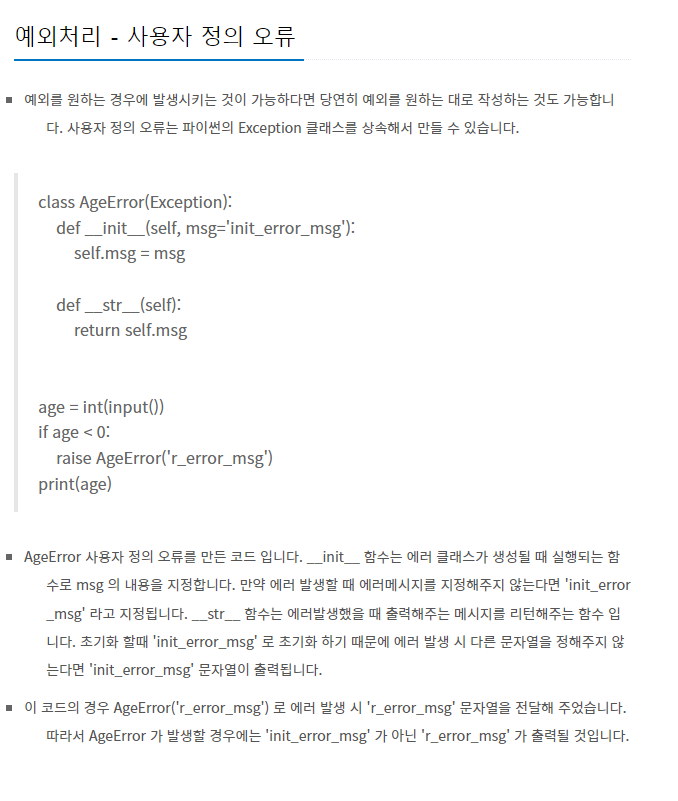 예외처리 - 사용자 정의 오류
예외를 원하는 경우에 발생시키는 것이 가능하다면 당연히 예외를 원하는 대로 작성하는 것도 가능합니
다. 사용자 정의 오류는 파이썬의 Exception 클래스를 상속해서 만들 수 있습니다.
class AgeError(Exception):
    def __init__(self, msg='init_error_msg'):
        self.msg = msg
    def __str__(self):
        return self.msg
age = int(input())
if age < 0:
    raise AgeError('r_error_msg')
print(age)
AgeError 사용자 정의 오류를 만든 코드 입니다. __init__ 함수는 에러 클래스가 생성될 때 실행되는 함
수로 msg 의 내용을 지정합니다. 만약 에러 발생할 때 에러메시지를 지정해주지 않는다면 'init_error
_msg' 라고 지정됩니다. __str__ 함수는 에러발생했을 때 출력해주는 메시지를 리턴해주는 함수 입
니다. 초기화 할때 'init_error_msg' 로 초기화 하기 때문에 에러 발생 시 다른 문자열을 정해주지 않
는다면 'init_error_msg' 문자열이 출력됩니다.
이 코드의 경우 AgeError('r_error_msg') 로 에러 발생 시 'r_error_msg' 문자열을 전달해 주었습니다.
따라서 AgeError 가 발생할 경우에는 'init_error_msg' 가 아닌 'r_error_msg' 가 출력될 것입니다.